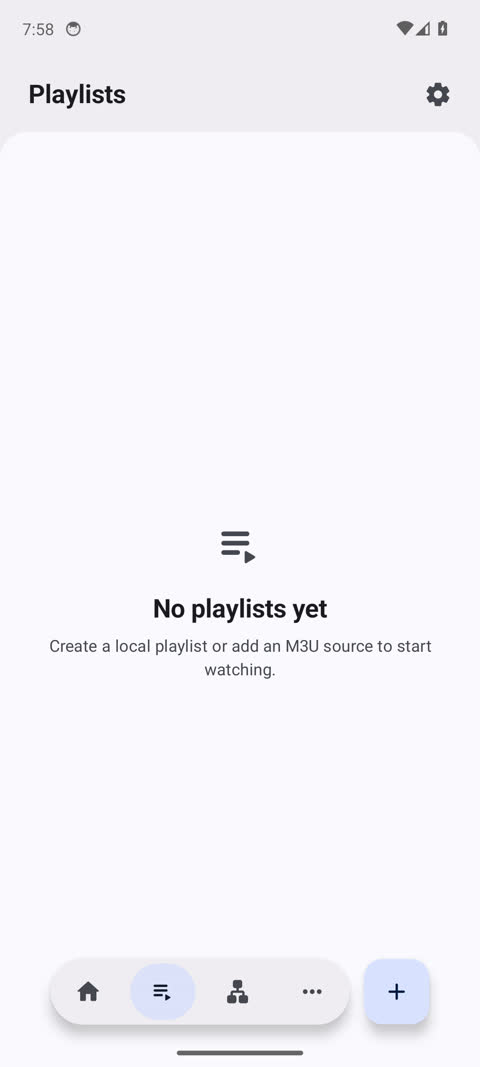 7:58
Playlists
No playlists yet
Create a local playlist or add an M3U source to start
watching.